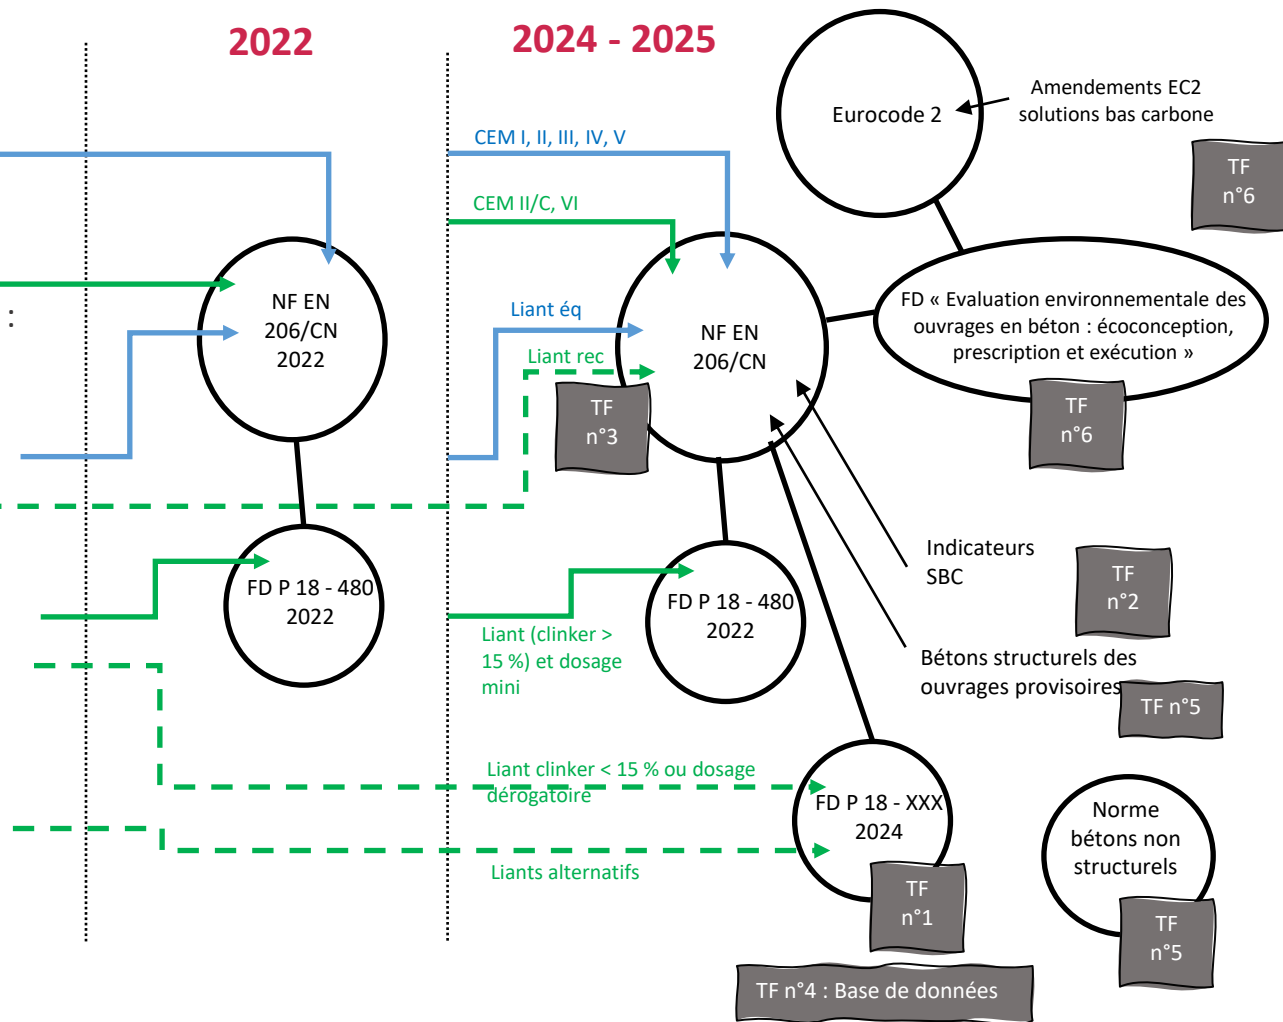 2022
2024 - 2025
:
NF EN
206/CN
2022
FD P 18 - 480
2022
CEM I, II, III, IV, V
CEM II/C, VI
Liant éq
Liant rec
TF
n°3
NF EN
206/CN
Eurocode 2
Amendements EC2
solutions bas carbone
TF
n°6
FD « Evaluation environnementale des
ouvrages en béton : écoconception,
prescription et exécution »
TF
n°6
Indicateurs
SBC
TF
n°2
FD P 18 - 480
2022
Liant (clinker >
15 %) et dosage
mini
Bétons structurels des
ouvrages provisoires
TF n°5
Liant clinker < 15 % ou dosage
dérogatoire
Liants alternatifs
FD P 18 - XXX
2024
TF
n°1
Norme
bétons non
structurels
TF
n°5
TF n°4 : Base de données